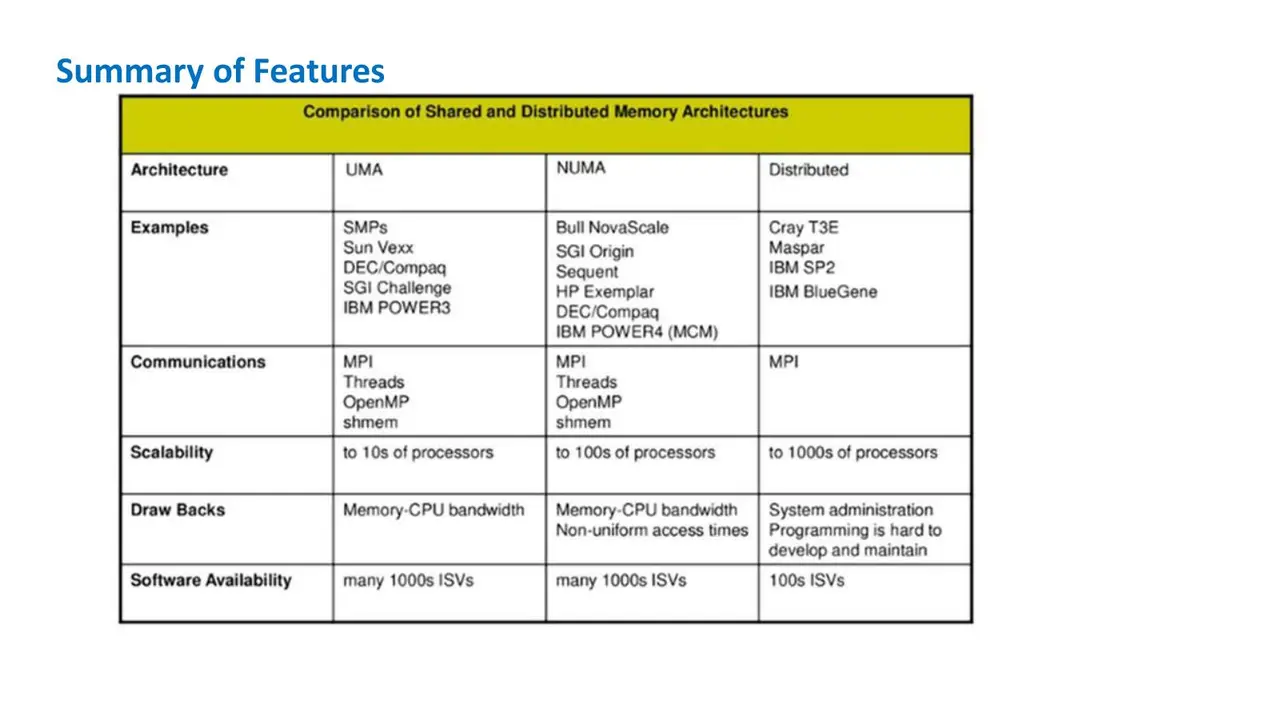 Summary of Features
Comparison of Shared and Distributed Memory Architectures
Architecture
UMA
NUMA
Distributed
Examples
SMPs
Sun Vexx
DEC/Compaq
SGI Challenge
IBM POWER3
Bull NovaScale
SGI Origin
Sequent
HP Exemplar
DEC/Compaq
IBM POWER4 (MCM)
Cray T3E
Maspar
IBM SP2
IBM BlueGene
Communications
MPI
Threads
OpenMP
shmem
MPI
Threads
OpenMP
shmem
MPI
Scalability
to 10s of processors
to 100s of processors
to 1000s of processors
Draw Backs
Memory-CPU bandwidth
Memory-CPU bandwidth
Non-uniform access times
System administration
Programming is hard to
develop and maintain
Software Availability
many 1000s ISVs
many 1000s ISVs
100s ISVs